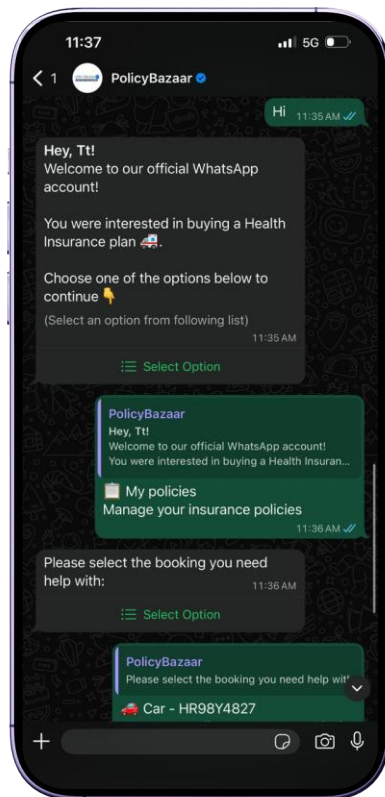 11:37
5G
1
PolicyBazaar
Hi
11:35 AM
Hey, Tt!
Welcome to our official WhatsApp
account!
You were interested in buying a Health
Insurance plan 🚑.
Choose one of the options below to
continue 👇
(Select an option from following list)
11:35 AM
Select Option
PolicyBazaar
Hey, Tt!
Welcome to our official WhatsApp account!
You were interested in buying a Health Insuran...
📋 My policies
Manage your insurance policies
11:36 AM
Please select the booking you need
help with:
11:36 AM
Select Option
PolicyBazaar
Please select the booking you need help
🚗 Car - HR98Y4827